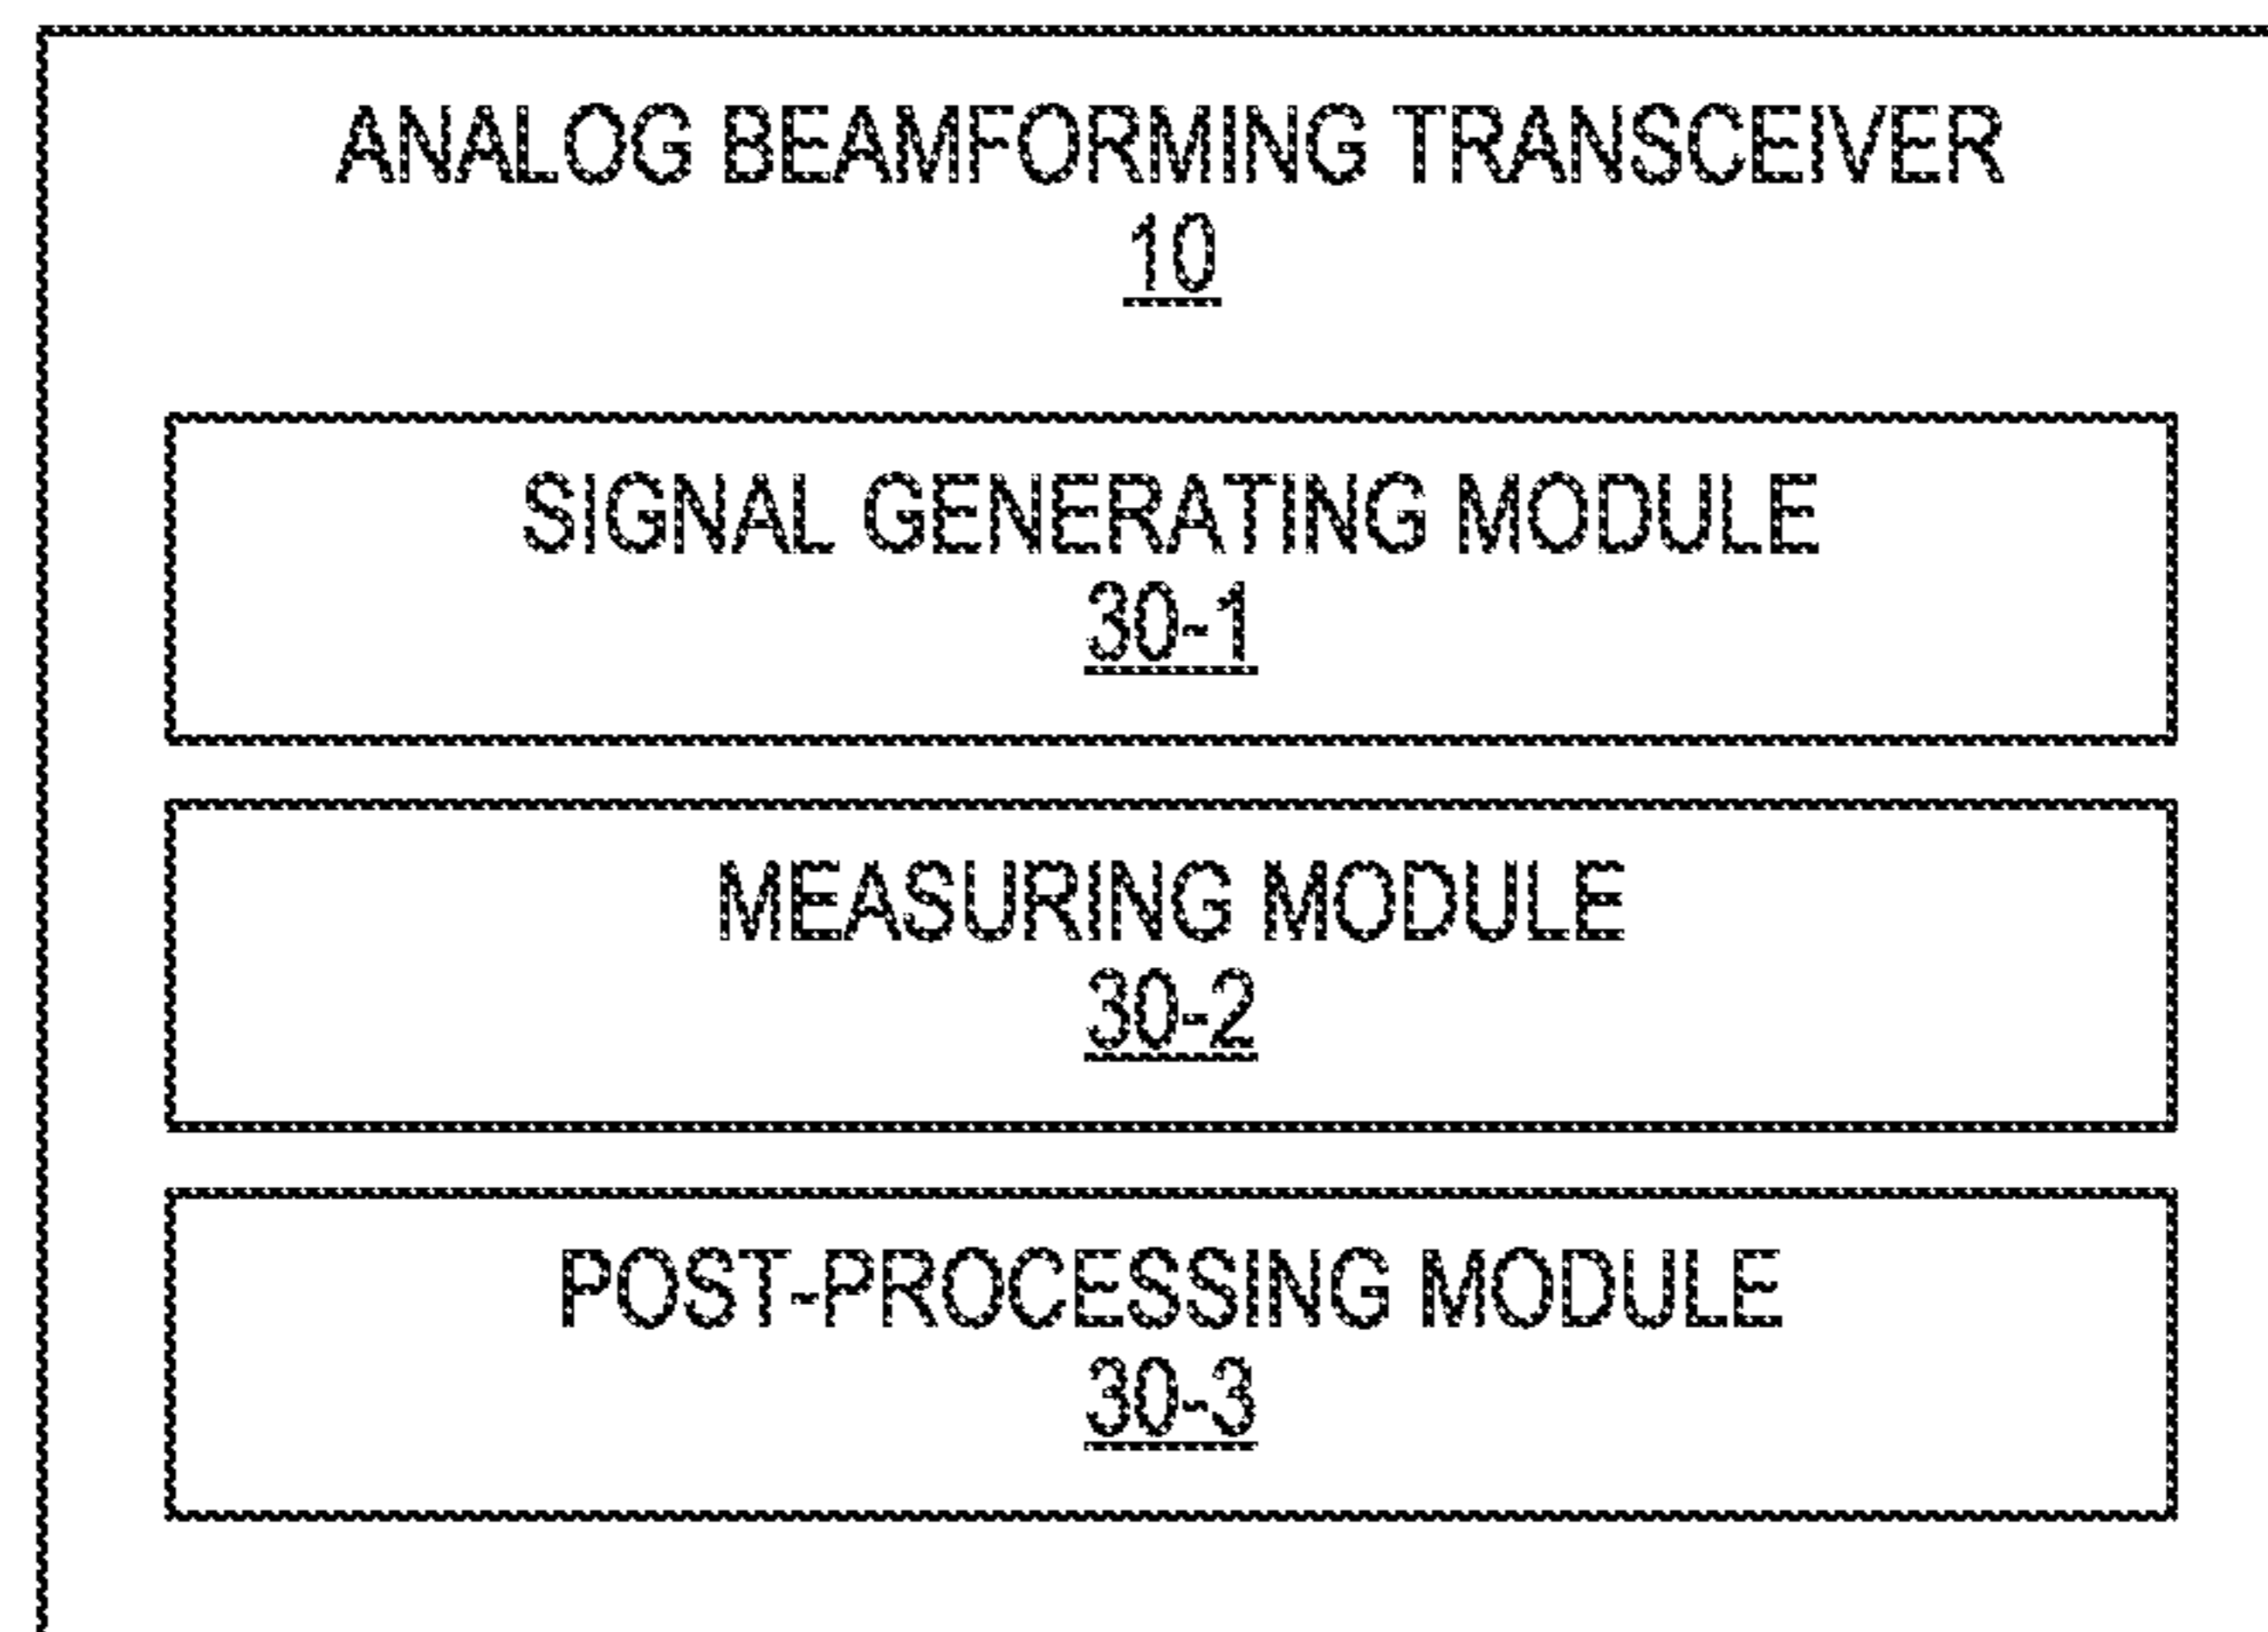 ANALOG BEAMFORMING TRANSCEIVER
10
SIGNAL GENERATING MODULE
30-1
MEASURING MODULE
30-2
POST-PROCESSING MODULE
30-3